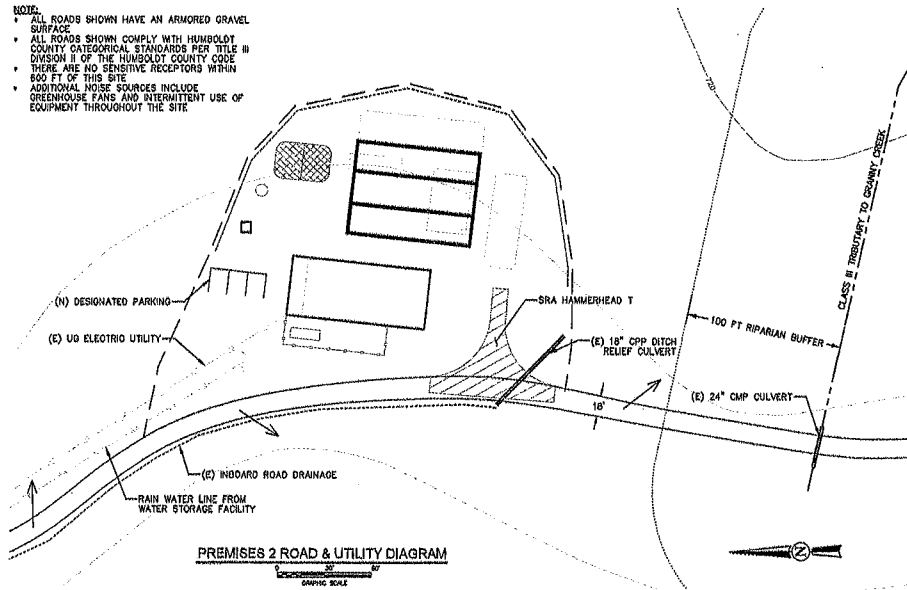 NOTE:
• ALL ROADS SHOWN HAVE AN ARMORED GRAVEL
SURFACE
• ALL ROADS SHOWN COMPLY WITH HUMBOLDT
COUNTY CATEGORICAL STANDARDS PER TITLE III
DIVISION II OF THE HUMBOLDT COUNTY CODE
• THERE ARE NO SENSITIVE RECEPTORS WITHIN
600 FT OF THIS SITE
• ADDITIONAL NOISE SOURCES INCLUDE
GREENHOUSE FANS AND INTERMITTENT USE OF
EQUIPMENT THROUGHOUT THE SITE
720
CLASS III TRIBUTARY TO GRANNY CREEK
(N) DESIGNATED PARKING
SRA HAMMERHEAD T
100 FT RIPARIAN BUFFER
(E) UG ELECTRIC UTILITY
(E) 18" CPP DITCH
RELIEF CULVERT
(E) 24" CMP CULVERT
18'
(E) INBOARD ROAD DRAINAGE
RAIN WATER LINE FROM
WATER STORAGE FACILITY
PREMISES 2 ROAD & UTILITY DIAGRAM
0 30' 60'
GRAPHIC SCALE
N